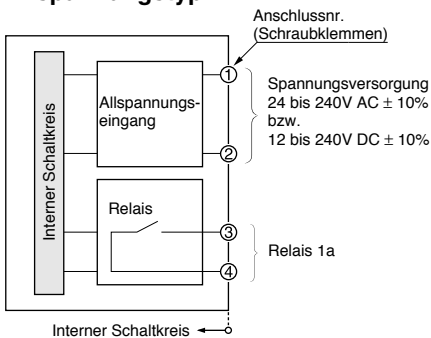 Anschlussnr.
(Schraubklemmen)
Interner Schaltkreis
Allspannungs-
eingang
1
2
Spannungsversorgung
24 bis 240V AC ± 10%
bzw.
12 bis 240V DC ± 10%
Relais
3
4
Relais 1a
Interner Schaltkreis